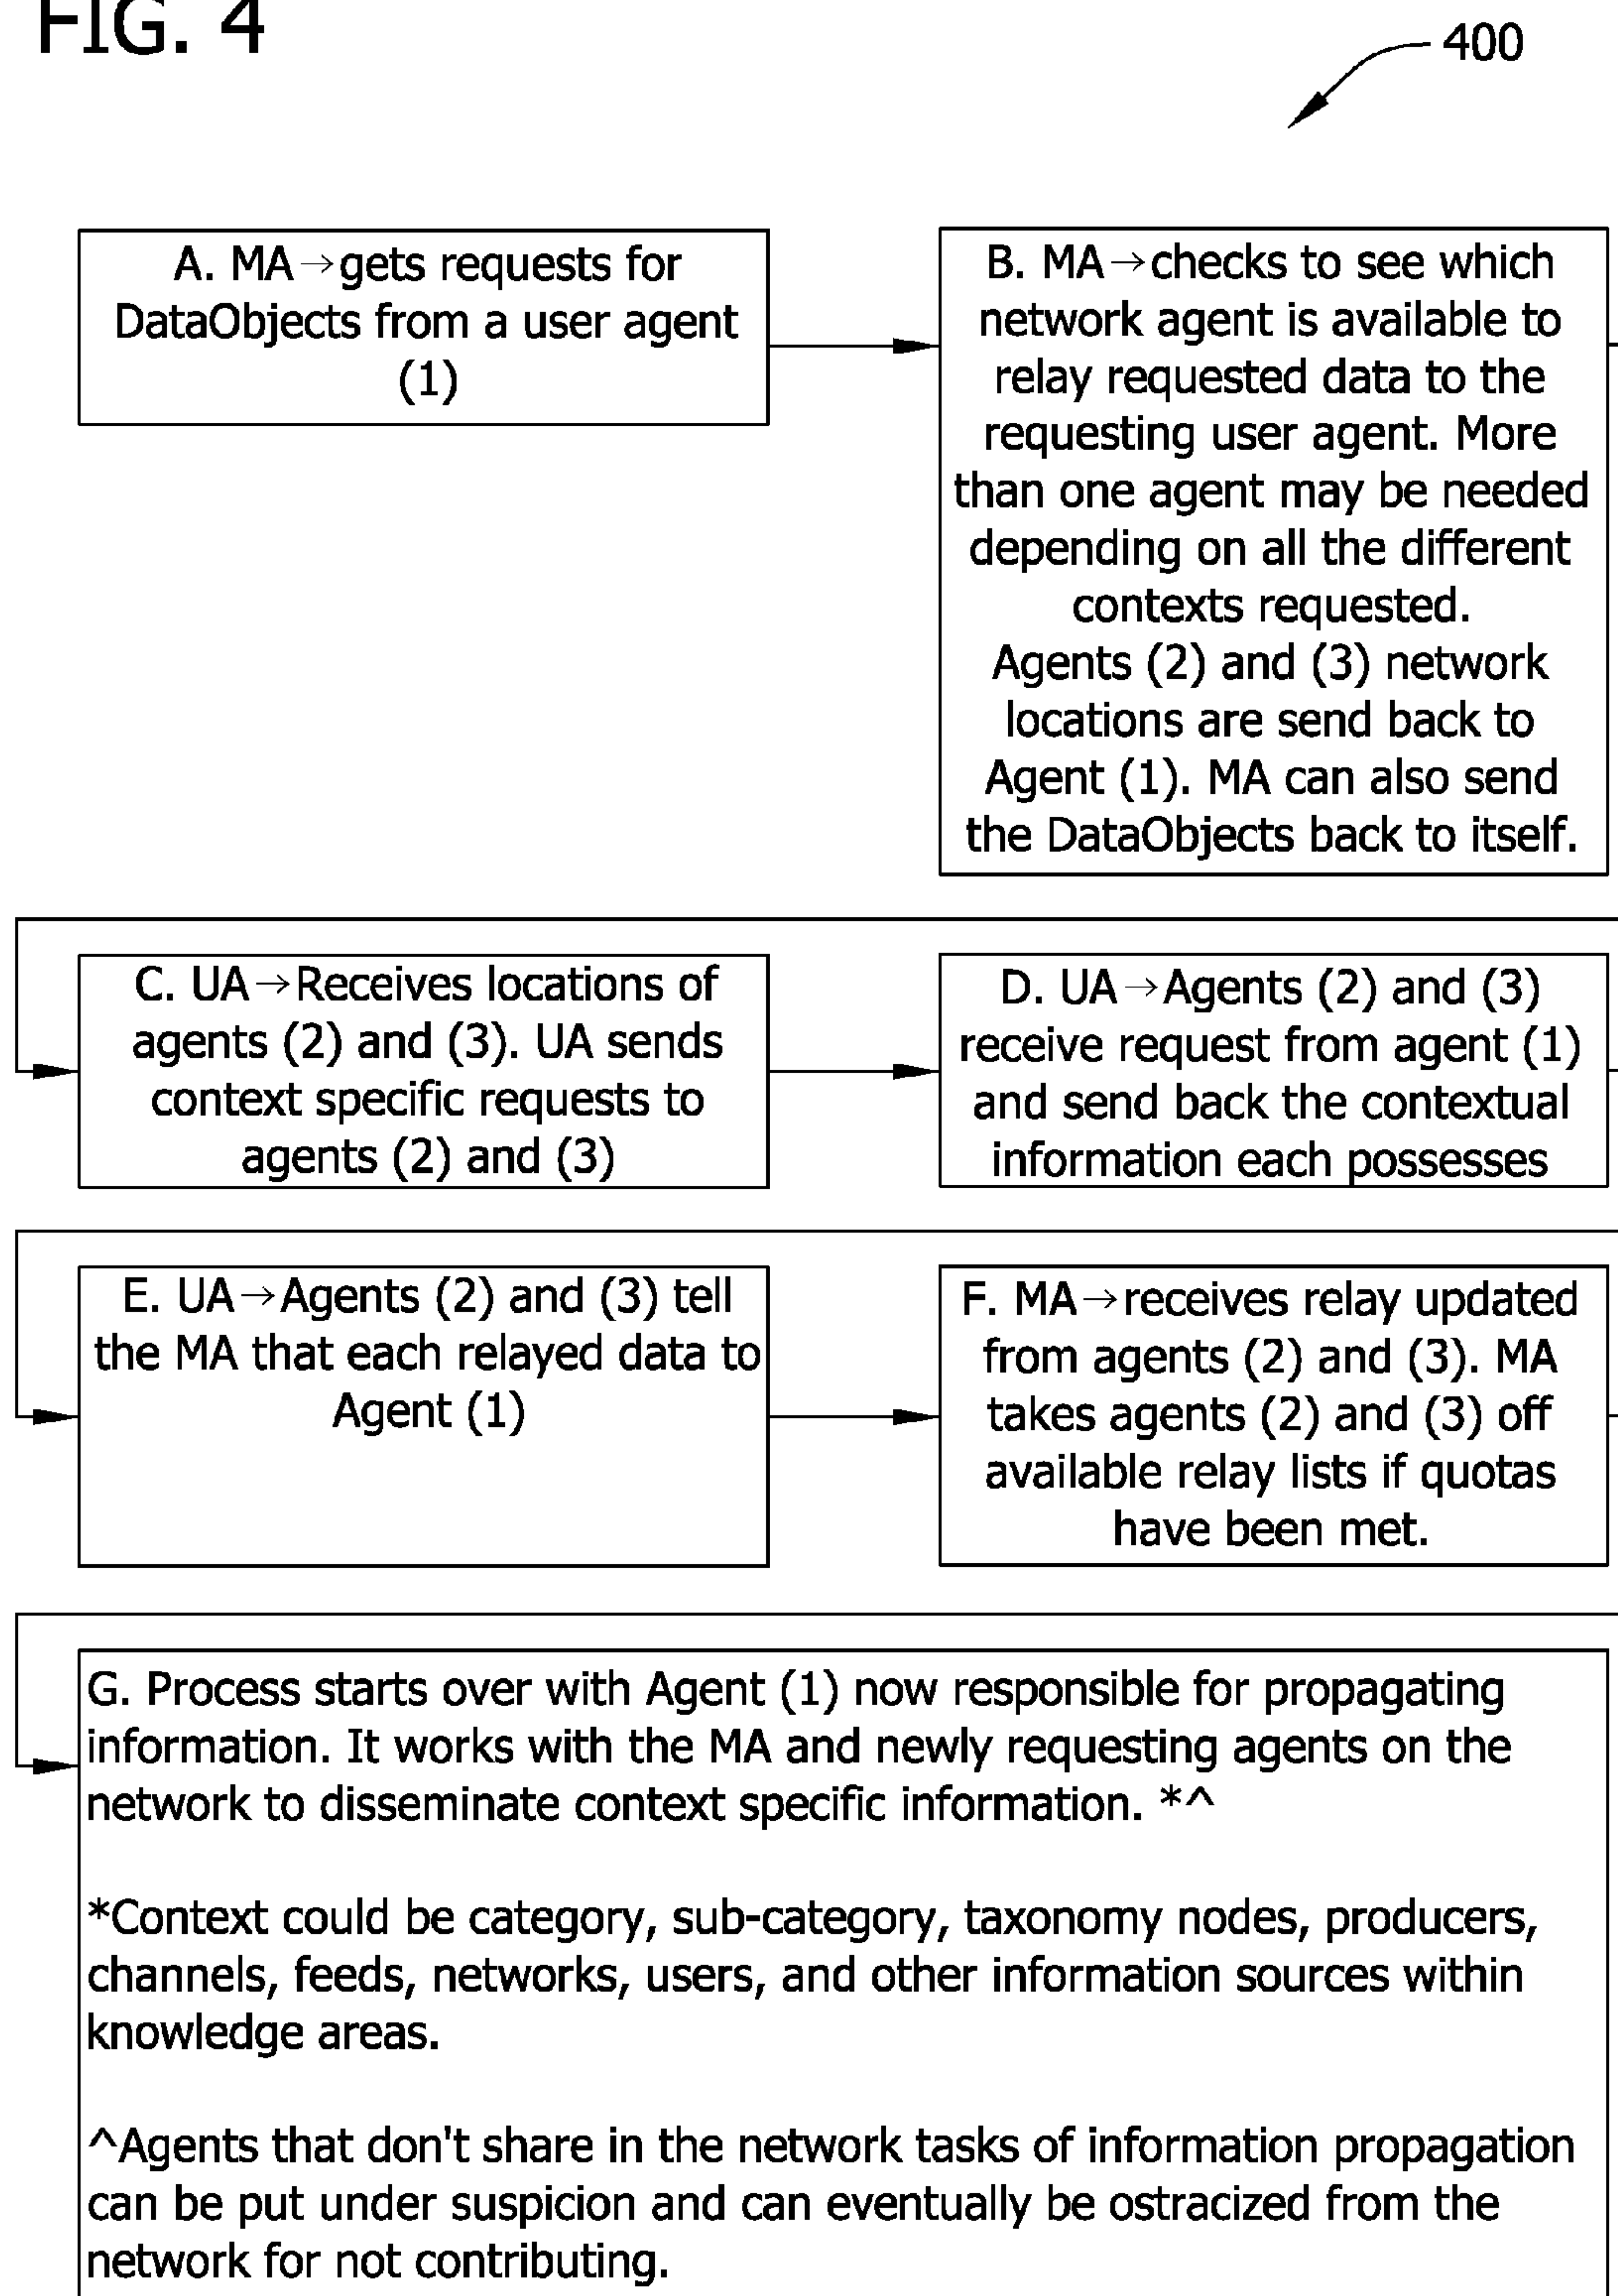 FIG. 4
400
A. MA→gets requests for
DataObjects from a user agent
(1)
B. MA→checks to see which
network agent is available to
relay requested data to the
requesting user agent. More
than one agent may be needed
depending on all the different
contexts requested.
Agents (2) and (3) network
locations are send back to
Agent (1). MA can also send
the DataObjects back to itself.
C. UA→Receives locations of
agents (2) and (3). UA sends
context specific requests to
agents (2) and (3)
D. UA→Agents (2) and (3)
receive request from agent (1)
and send back the contextual
information each possesses
E. UA→Agents (2) and (3) tell
the MA that each relayed data to
Agent (1)
F. MA→receives relay updated
from agents (2) and (3). MA
takes agents (2) and (3) off
available relay lists if quotas
have been met.
G. Process starts over with Agent (1) now responsible for propagating
information. It works with the MA and newly requesting agents on the
network to disseminate context specific information. *^
*Context could be category, sub-category, taxonomy nodes, producers,
channels, feeds, networks, users, and other information sources within
knowledge areas.
^Agents that don't share in the network tasks of information propagation
can be put under suspicion and can eventually be ostracized from the
network for not contributing.